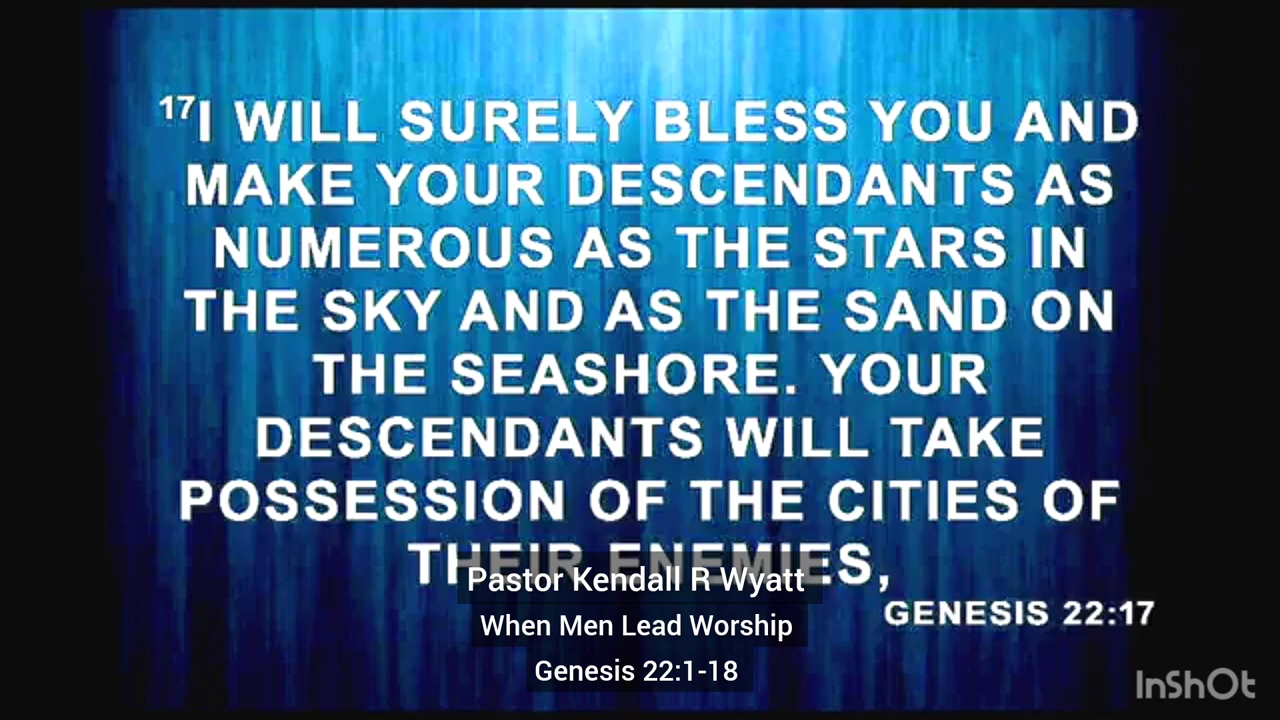 17I WILL SURELY BLESS YOU AND
MAKE YOUR DESCENDANTS AS
NUMEROUS AS THE STARS IN
THE SKY AND AS THE SAND ON
THE SEASHORE. YOUR
DESCENDANTS WILL TAKE
POSSESSION OF THE CITIES OF
THEIR ENEMIES,
Pastor Kendall R Wyatt
GENESIS 22:17
When Men Lead Worship
Genesis 22:1-18
InShOt